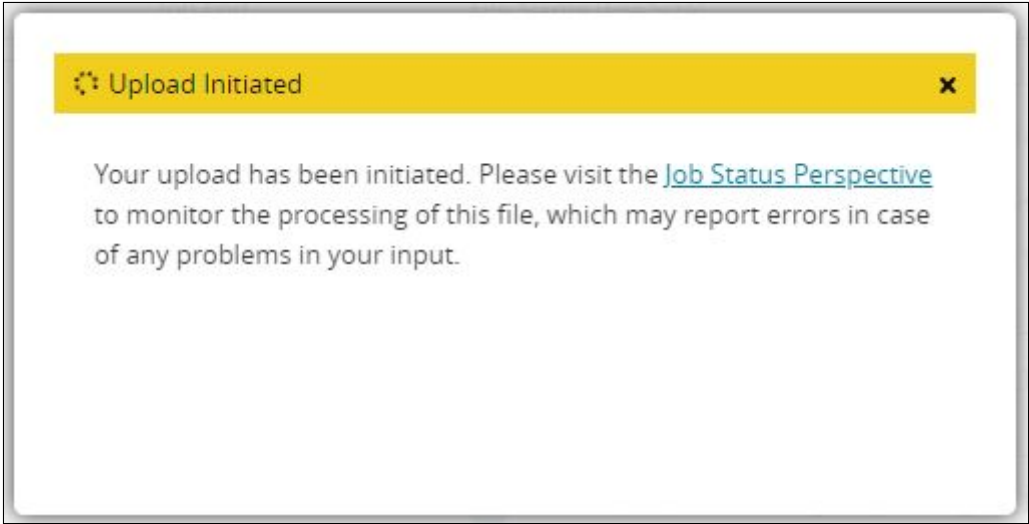 Upload Initiated
Your upload has been initiated. Please visit the Job Status Perspective
to monitor the processing of this file, which may report errors in case
of any problems in your input.